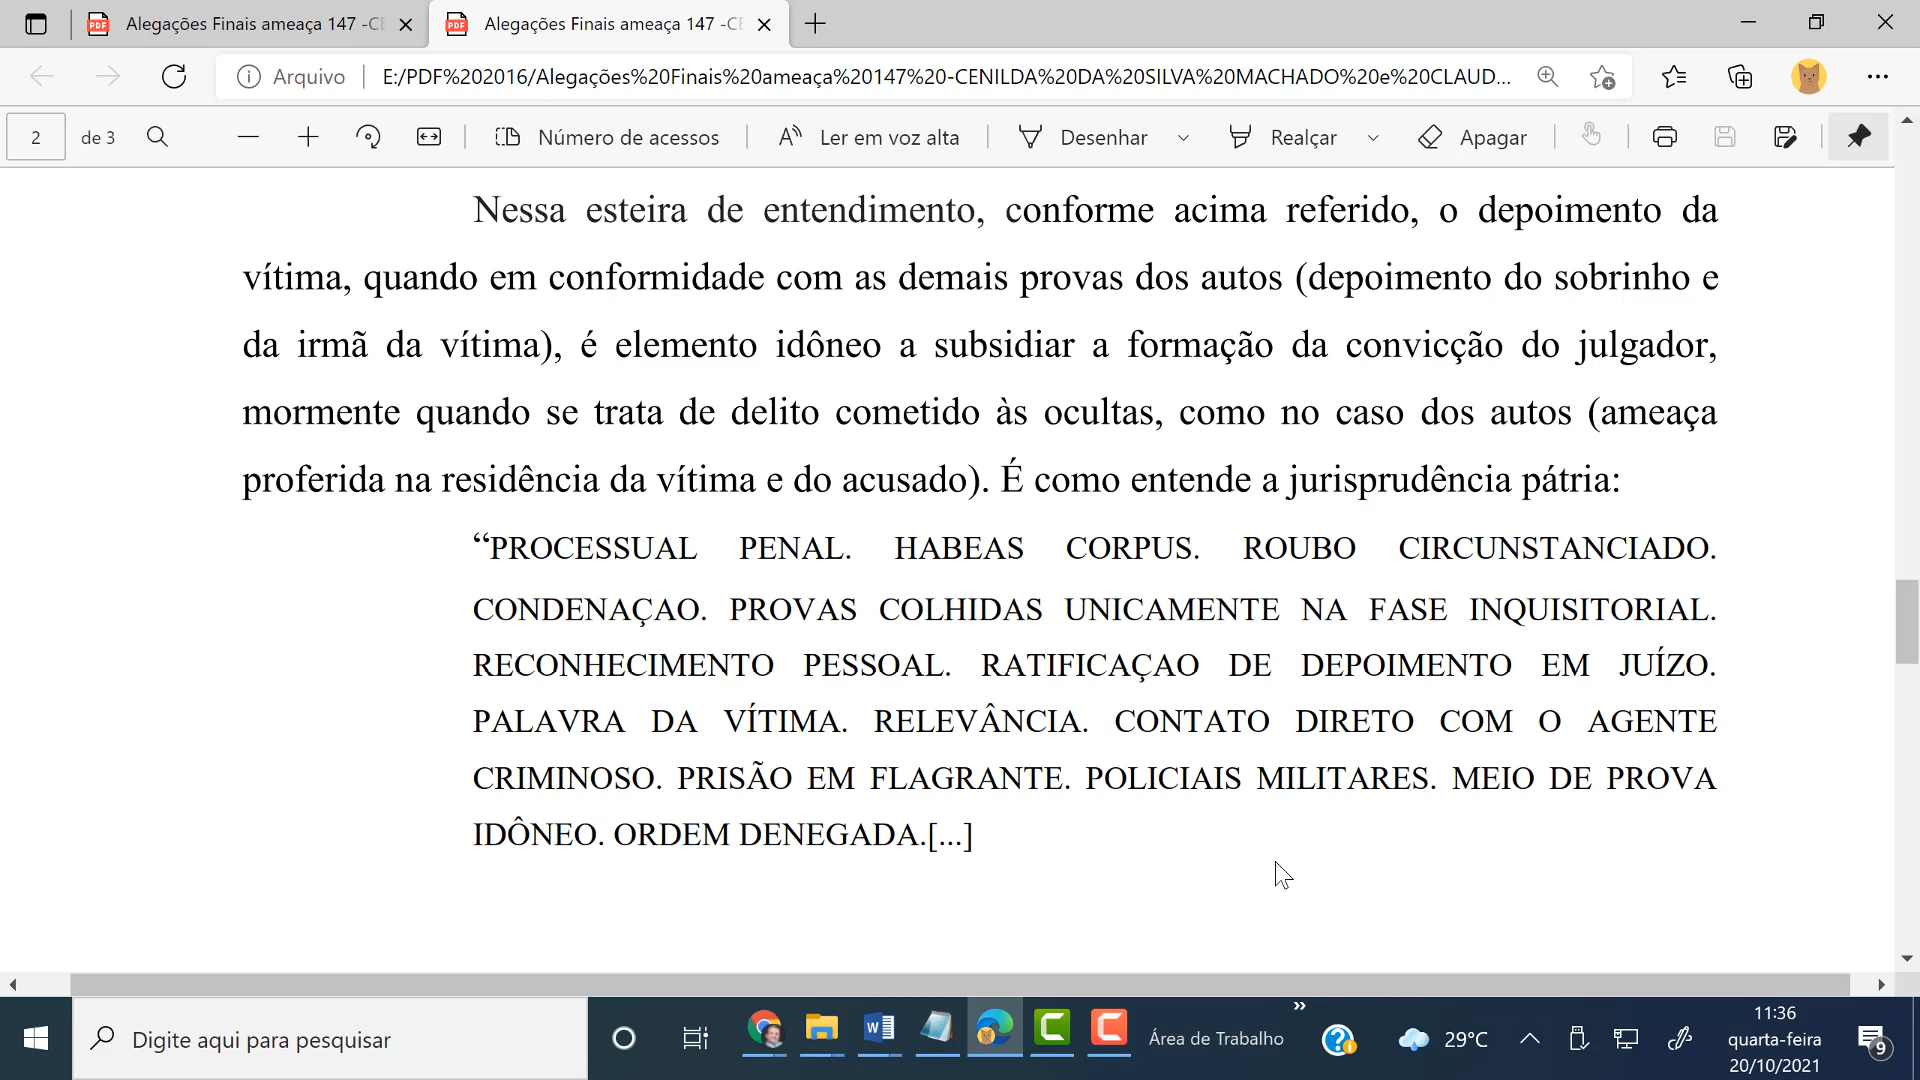 Alegações Finais ameaça 147 -CE
Alegações Finais ameaça 147 -CE
Arquivo
E:/PDF%202016/Alegações%20Finais%20ameaça%20147%20-CENILDA%20DA%20SILVA%20MACHADO%20e%20CLAUD...
2 de 3
Número de acessos
Ler em voz alta
Desenhar
Realçar
Apagar
Nessa esteira de entendimento, conforme acima referido, o depoimento da
vítima, quando em conformidade com as demais provas dos autos (depoimento do sobrinho e
da irmã da vítima), é elemento idôneo a subsidiar a formação da convicção do julgador,
mormente quando se trata de delito cometido às ocultas, como no caso dos autos (ameaça
proferida na residência da vítima e do acusado). É como entende a jurisprudência pátria:
“PROCESSUAL PENAL. HABEAS CORPUS. ROUBO CIRCUNSTANCIADO.
CONDENAÇAO. PROVAS COLHIDAS UNICAMENTE NA FASE INQUISITORIAL.
RECONHECIMENTO PESSOAL. RATIFICAÇAO DE DEPOIMENTO EM JUÍZO.
PALAVRA DA VÍTIMA. RELEVÂNCIA. CONTATO DIRETO COM O AGENTE
CRIMINOSO. PRISÃO EM FLAGRANTE. POLICIAIS MILITARES. MEIO DE PROVA
IDÔNEO. ORDEM DENEGADA.[...]
Digite aqui para pesquisar
Área de Trabalho
29°C
11:36
quarta-feira
20/10/2021
9